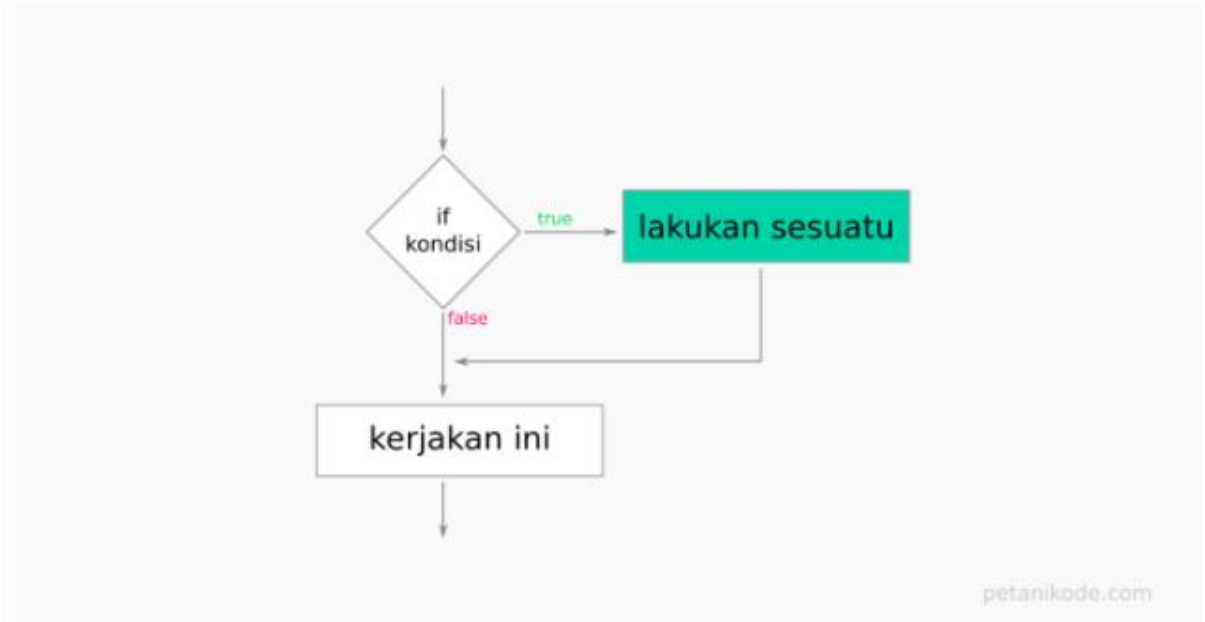 if
kondisi
true
lakukan sesuatu
false
kerjakan ini
petanikode.com